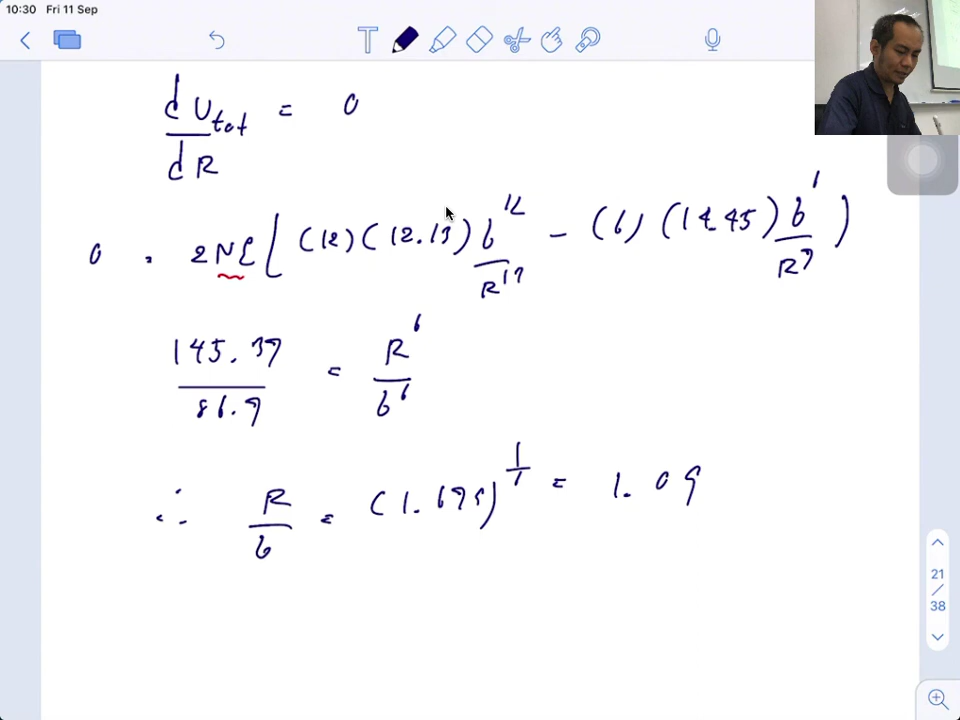 10:30 Fri 11 Sep
dU_tot / dR = 0
0 = 2Nε [ (12)(12.13) σ^12 / R^13 - (6)(14.45) σ^6 / R^7 ]
145.37 / 86.7 = R^6 / σ^6
∴ R / σ = (1.679)^1/6 = 1.09
21
/
38